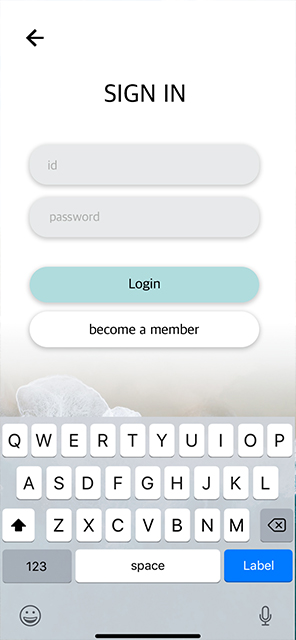 SIGN IN
id
password
Login
become a member
Q W E R T Y U I O P
A S D F G H J K L
Z X C V B N M
123 space Label